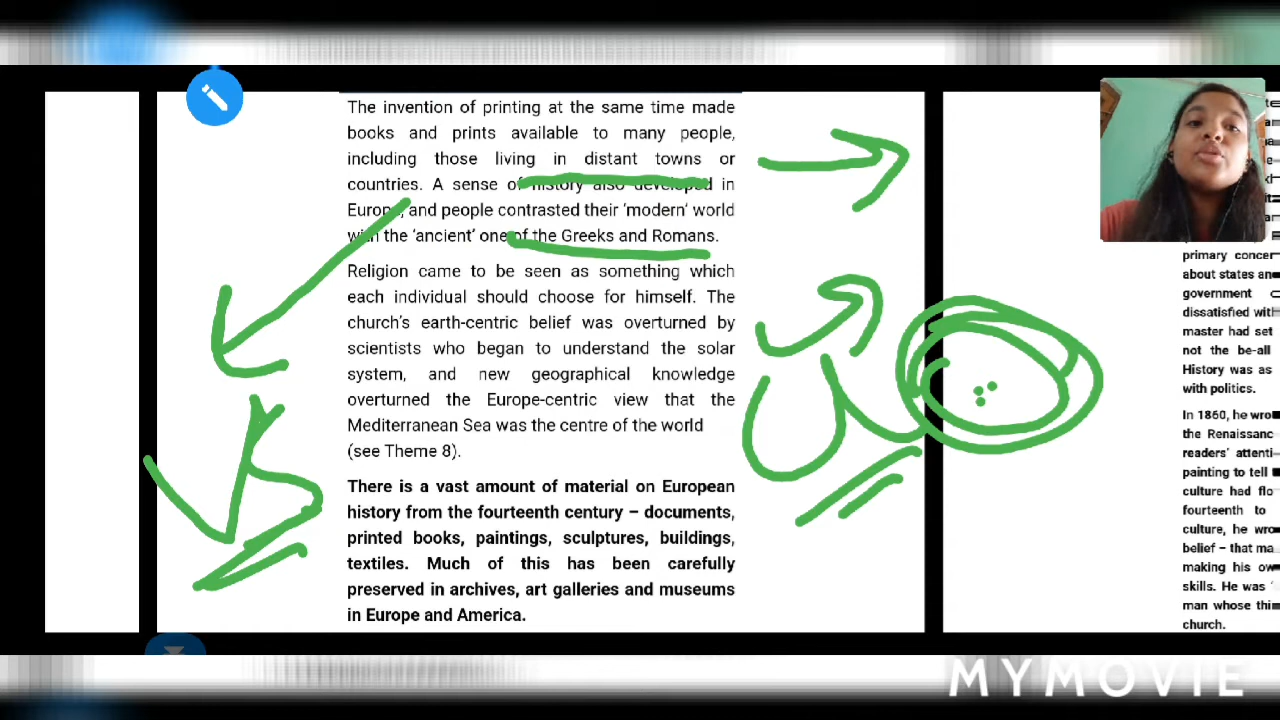 The invention of printing at the same time made
books and prints available to many people,
including those living in distant towns or
countries. A sense of history also developed in
Europe, and people contrasted their ‘modern’ world
with the ‘ancient’ one of the Greeks and Romans.
Religion came to be seen as something which
each individual should choose for himself. The
church’s earth-centric belief was overturned by
scientists who began to understand the solar
system, and new geographical knowledge
overturned the Europe-centric view that the
Mediterranean Sea was the centre of the world
(see Theme 8).
There is a vast amount of material on European
history from the fourteenth century – documents,
printed books, paintings, sculptures, buildings,
textiles. Much of this has been carefully
preserved in archives, art galleries and museums
in Europe and America.
primary concer
about states an
government
dissatisfied with
master had set
not the be-all
History was as
with politics.
In 1860, he wro
the Renaissanc
readers’ attenti
painting to tell
culture had flo
fourteenth to
culture, he wro
belief – that ma
making his ow
skills. He was ‘
man whose thi
church.
MYMOVIE